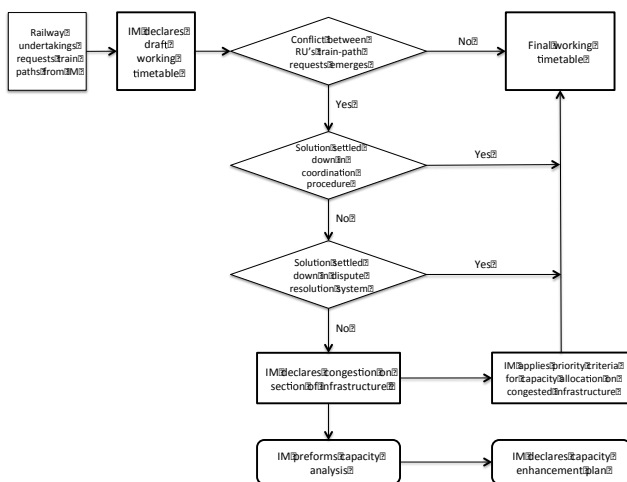 Railway
undertakings
requests train
paths from IM
IM declares
draft
working
timetable
Conflict between
RU's train-path
requests emerges
No
Final working
timetable
Yes
Solution settled
down in
coordination
procedure
Yes
No
Solution settled
down in dispute
resolution system
Yes
No
IM declares congestion on
section of infrastructure
IM applies priority criteria
for capacity allocation on
congested infrastructure
IM preforms capacity
analysis
IM declares capacity
enhancement plan